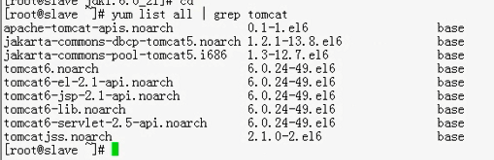 [root@slave jdk1.6.0_21]# cd
[root@slave ~]# yum list all | grep tomcat
apache-tomcat-apis.noarch 0.1-1.el6 base
jakarta-commons-dbcp-tomcat5.noarch 1.2.1-13.8.el6 base
jakarta-commons-pool-tomcat5.i686 1.3-12.7.el6 base
tomcat6.noarch 6.0.24-49.el6 base
tomcat6-el-2.1-api.noarch 6.0.24-49.el6 base
tomcat6-jsp-2.1-api.noarch 6.0.24-49.el6 base
tomcat6-lib.noarch 6.0.24-49.el6 base
tomcat6-servlet-2.5-api.noarch 6.0.24-49.el6 base
tomcatjss.noarch 2.1.0-2.el6 base
[root@slave ~]#